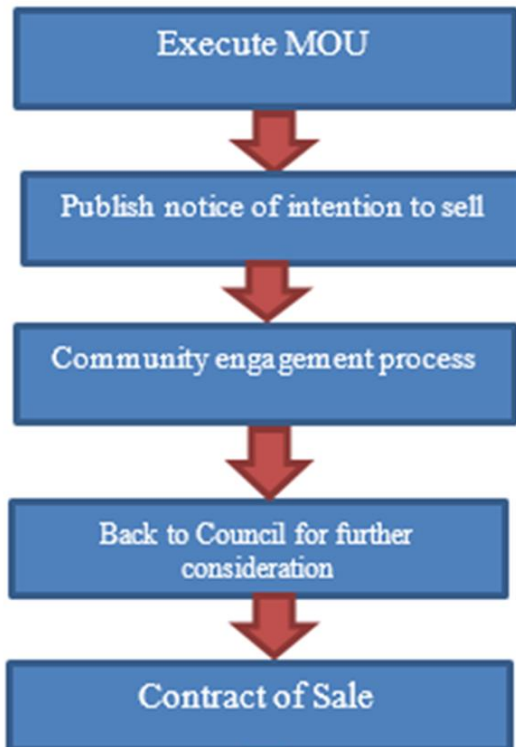 Execute MOU
Publish notice of intention to sell
Community engagement process
Back to Council for further
consideration
Contract of Sale